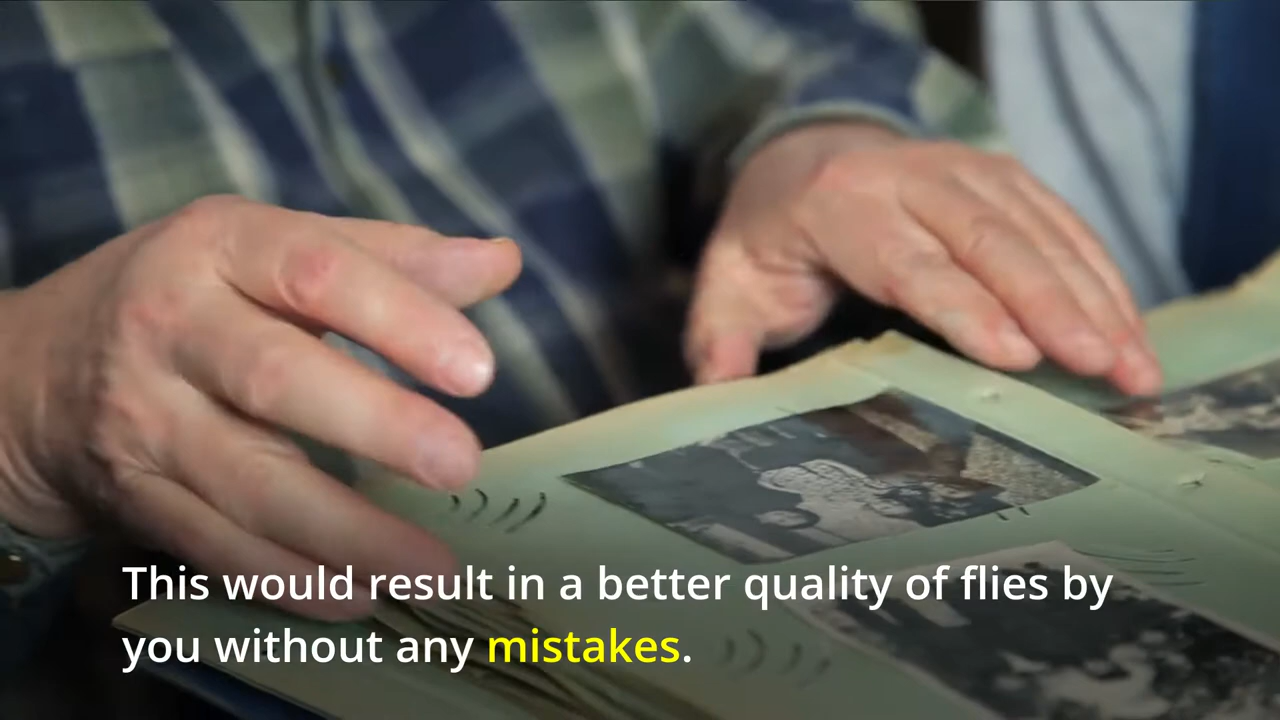 This would result in a better quality of flies by
you without any mistakes.